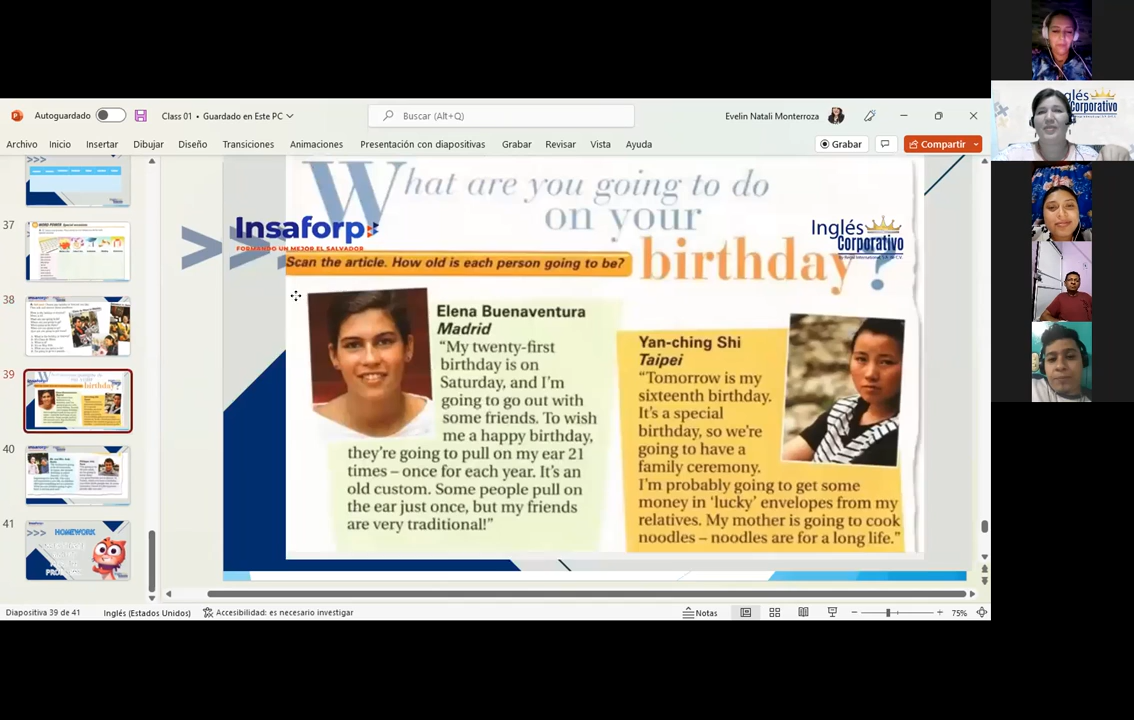 Autoguardado
Class 01 • Guardado en Este PC
Buscar (Alt+Q)
Evelin Natali Monterroza
Archivo Inicio Insertar Dibujar Diseño Transiciones Animaciones Presentación con diapositivas Grabar Revisar Vista Ayuda
Grabar
Compartir
37
38
39
40
41
HOMEWORK
What are you going to do
on your
birthday?
Insaforp
FORMANDO UN MEJOR EL SALVADOR
Inglés
Corporativo
Scan the article. How old is each person going to be?
Elena Buenaventura
Madrid
“My twenty-first
birthday is on
Saturday, and I’m
going to go out with
some friends. To wish
me a happy birthday,
they’re going to pull on my ear 21
times – once for each year. It’s an
old custom. Some people pull on
the ear just once, but my friends
are very traditional!”
Yan-ching Shi
Taipei
“Tomorrow is my
sixteenth birthday.
It’s a special
birthday, so we’re
going to have a
family ceremony.
I’m probably going to get some
money in ‘lucky’ envelopes from my
relatives. My mother is going to cook
noodles – noodles are for a long life.”
Diapositiva 39 de 41
Inglés (Estados Unidos)
Accesibilidad: es necesario investigar
Notas
75%
glés
Corporativo